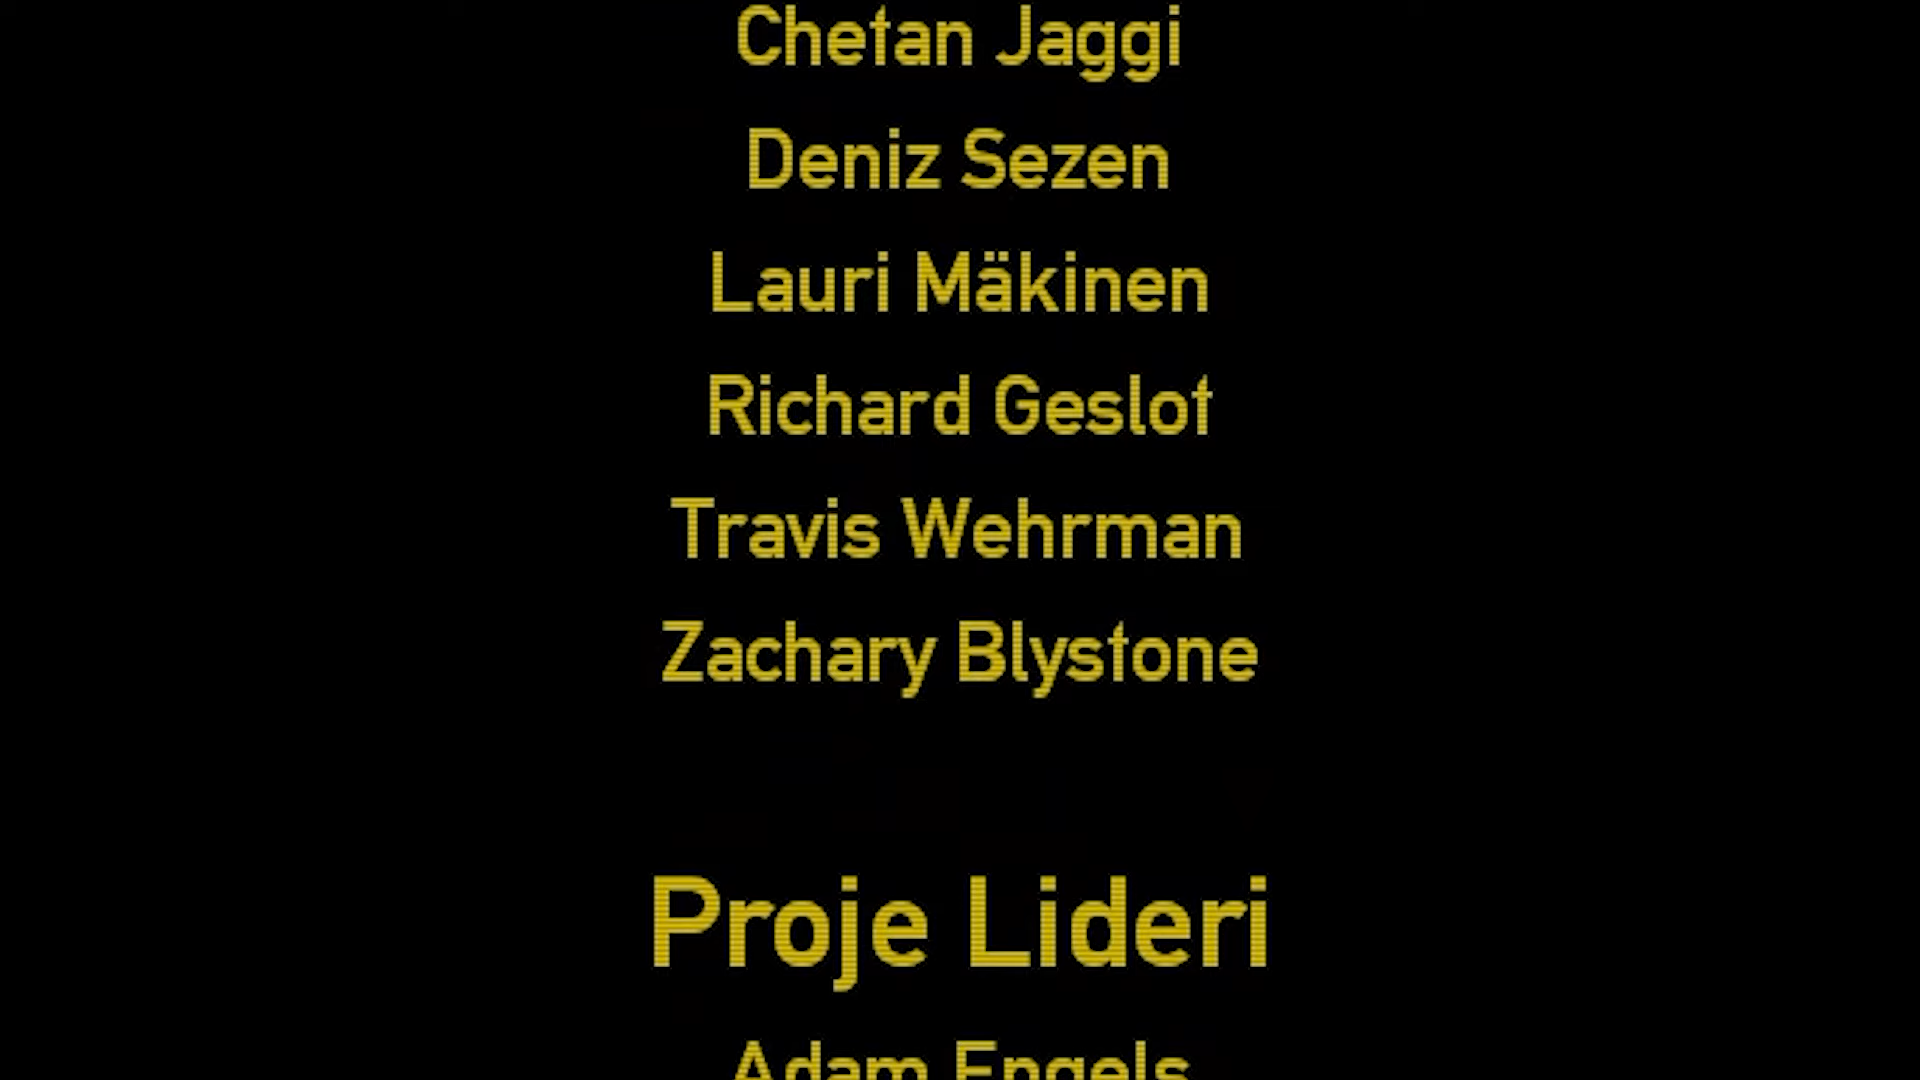 Chetan Jaggi
Deniz Sezen
Lauri Mäkinen
Richard Geslot
Travis Wehrman
Zachary Blystone
Proje Lideri
Adam Engels